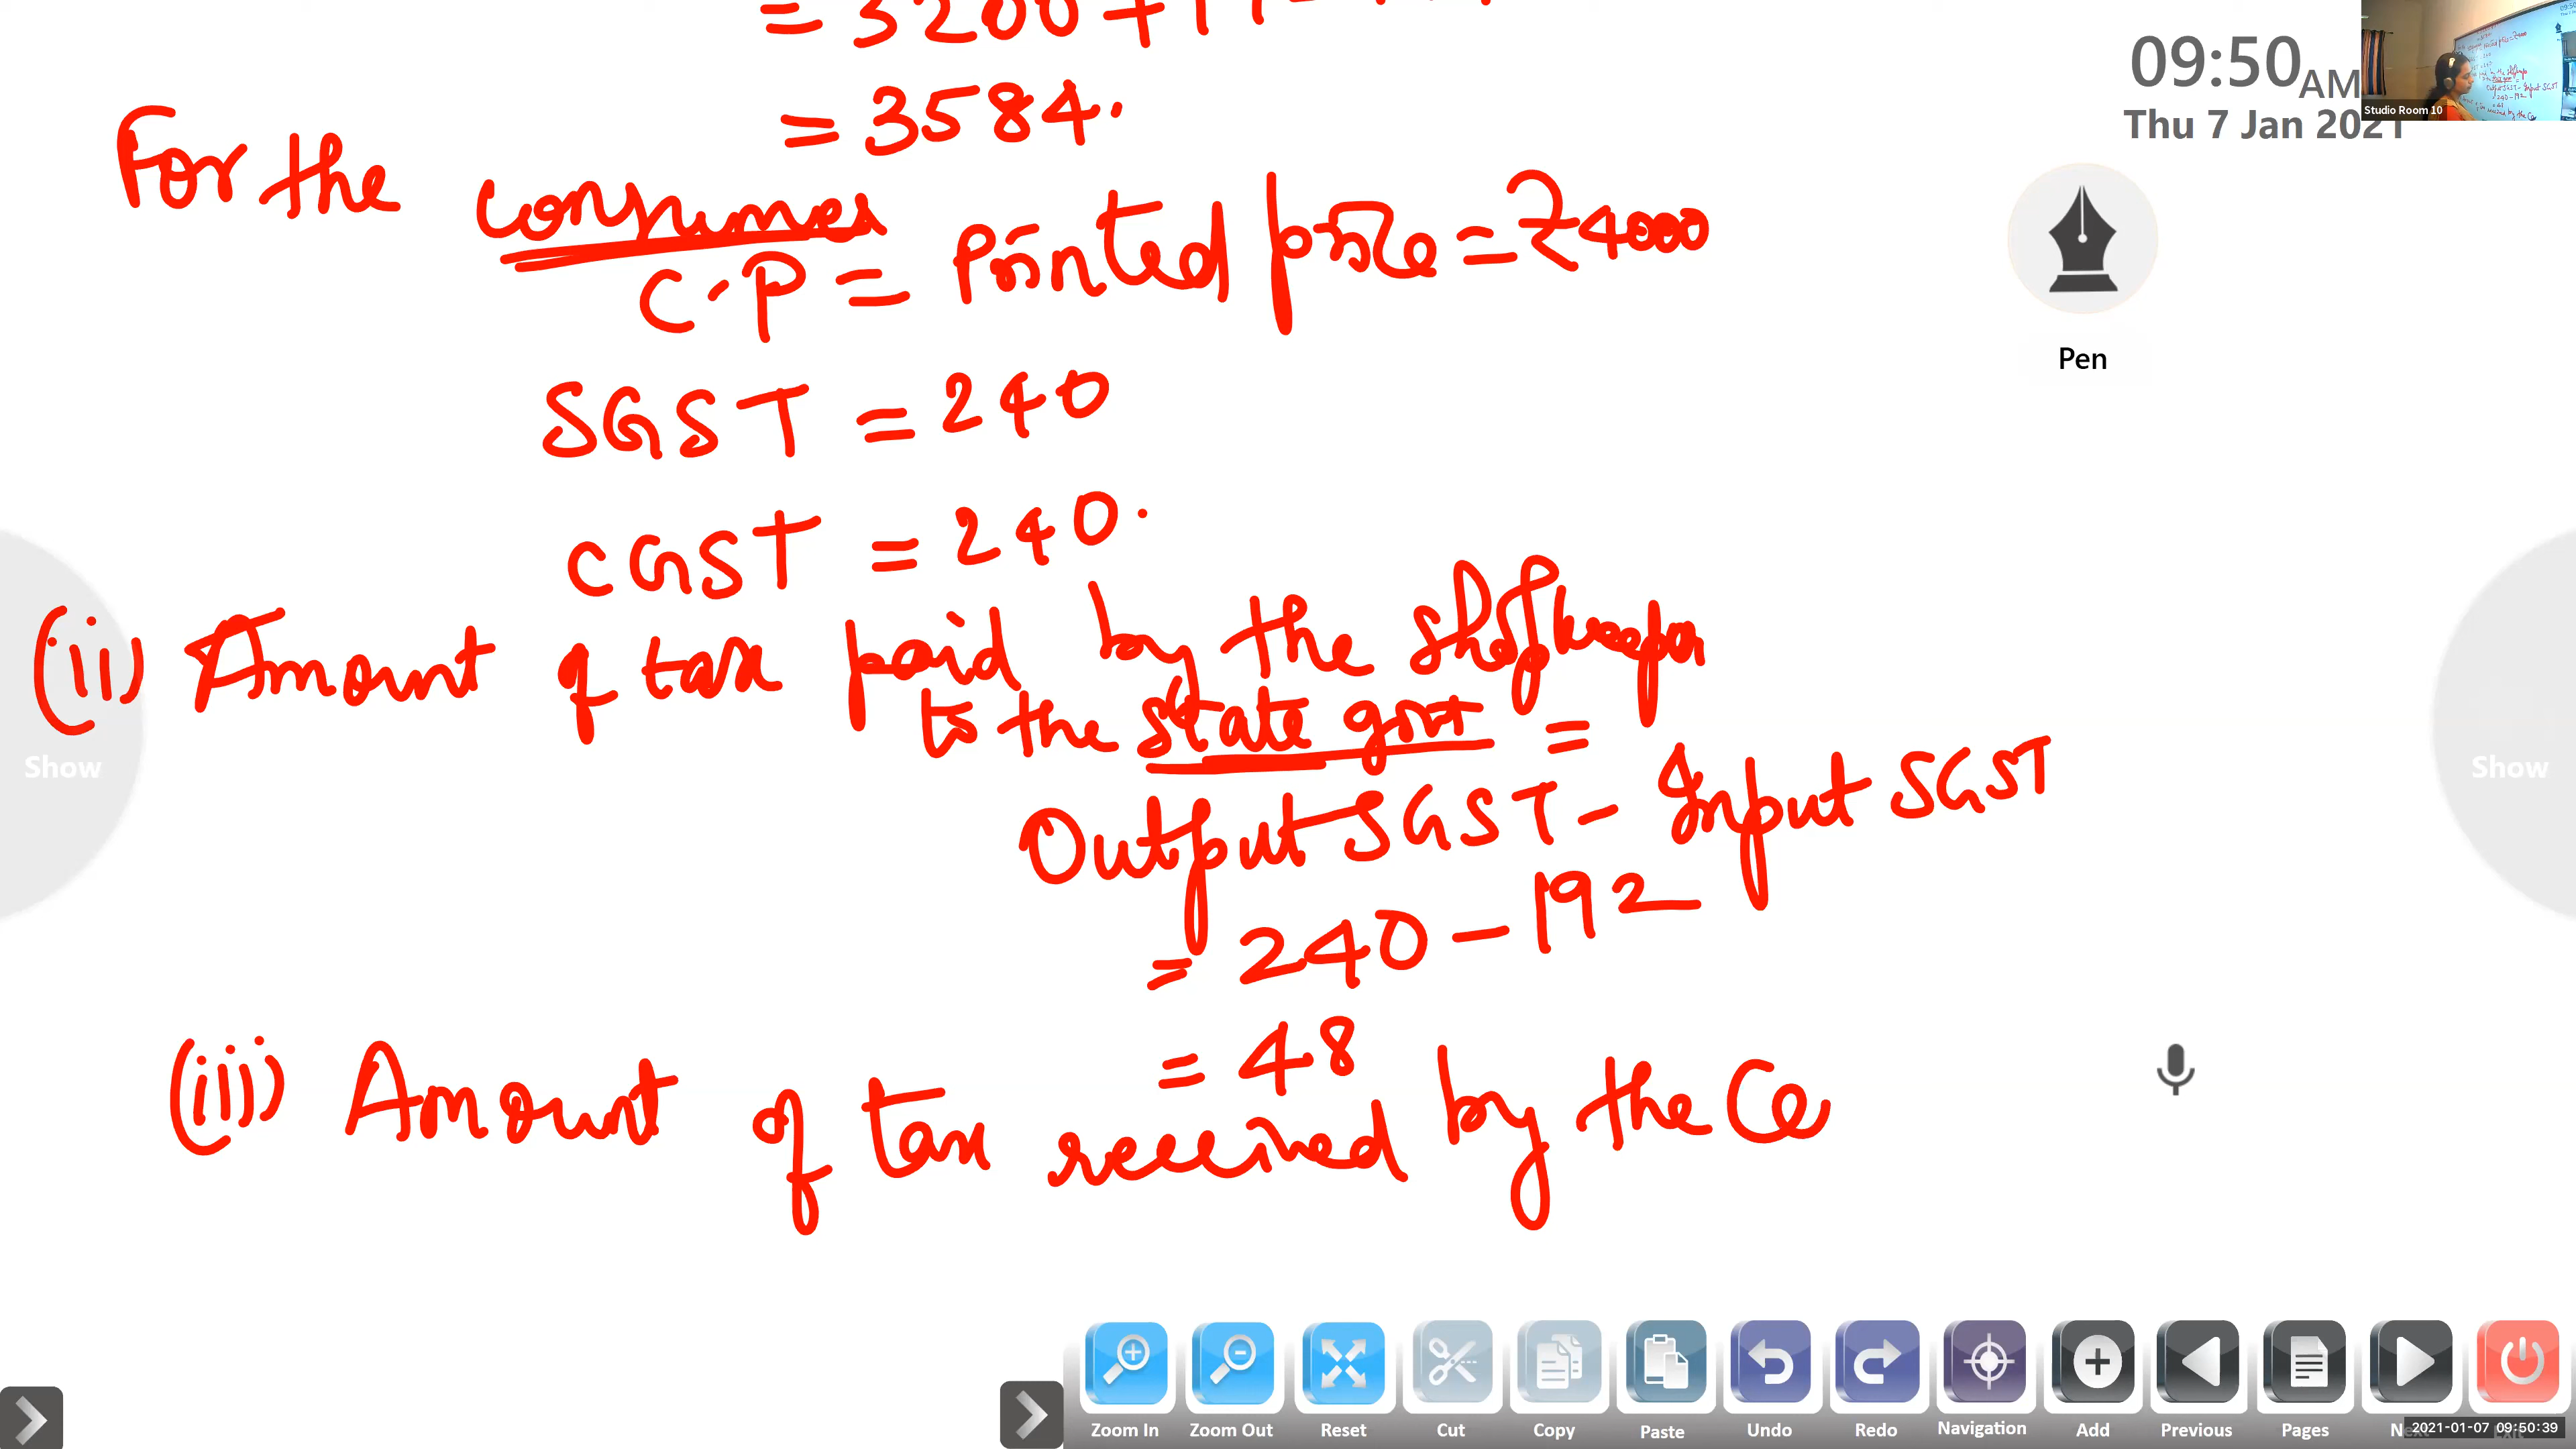 = 3200 +
= 3584.
For the consumer
C.P = Printed price = ₹4000
SGST = 240
CGST = 240.
(ii) Amount of tax paid by the shopkeeper
to the state govt =
Output SGST - Input SGST
= 240 - 192
= 48
(iii) Amount of tax received by the Ce
09:50 AM
Thu 7 Jan 2021
Studio Room 10
Pen
Show
Show
Zoom In Zoom Out Reset Cut Copy Paste Undo Redo Navigation Add Previous Pages
2021-01-07 09:50:39